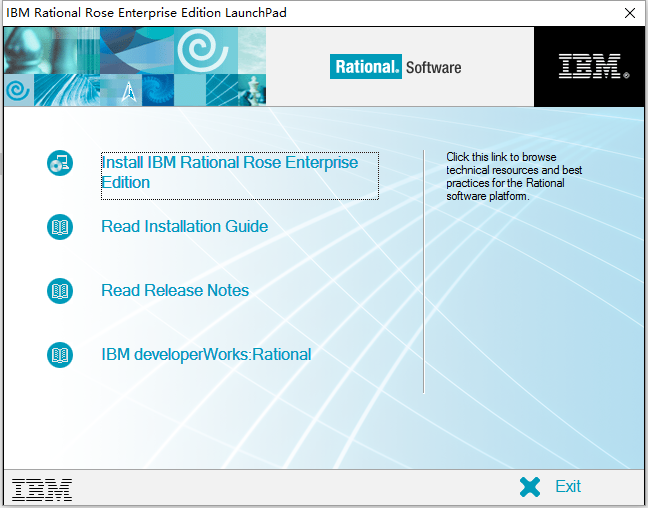 IBM Rational Rose Enterprise Edition LaunchPad
Rational. Software
IBM®
Install IBM Rational Rose Enterprise
Edition
Read Installation Guide
Read Release Notes
IBM developerWorks:Rational
Click this link to browse
technical resources and best
practices for the Rational
software platform.
IBM
Exit